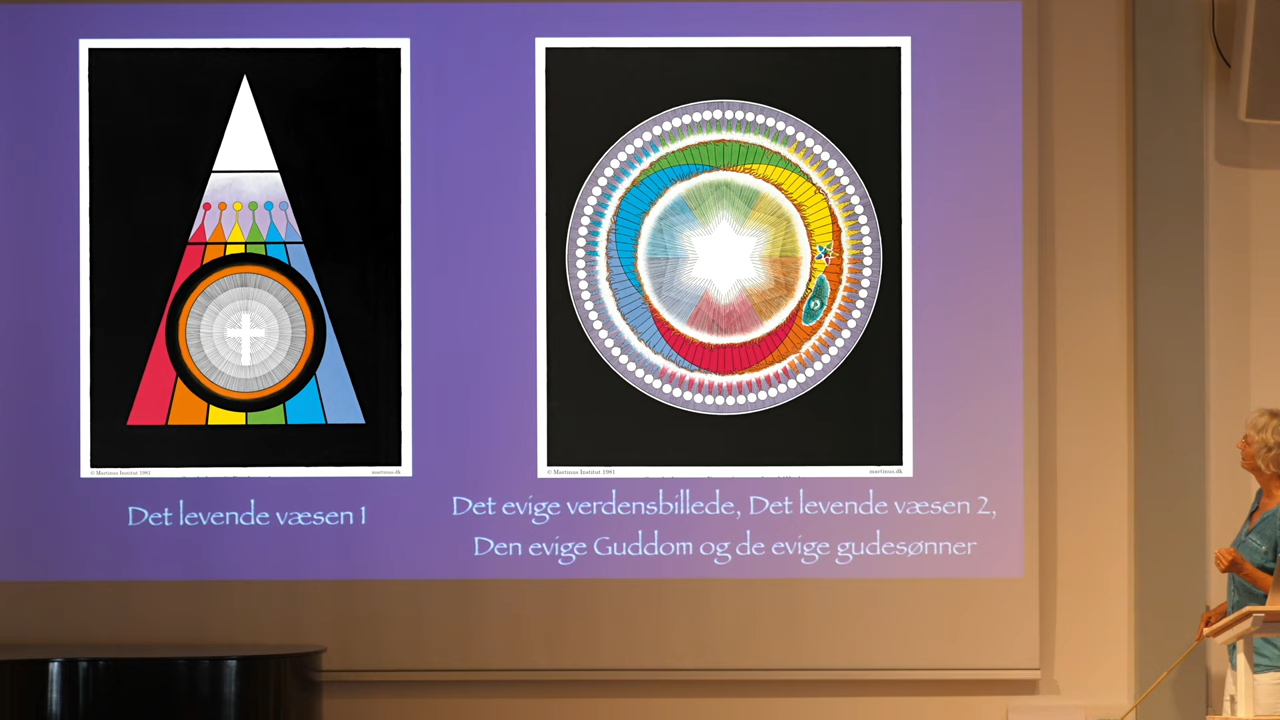 © Martinus Institut 1981
martinus.dk
Det levende væsen 1
© Martinus Institut 1981
martinus.dk
Det evige verdensbillede, Det levende væsen 2,
Den evige Guddom og de evige gudesønner